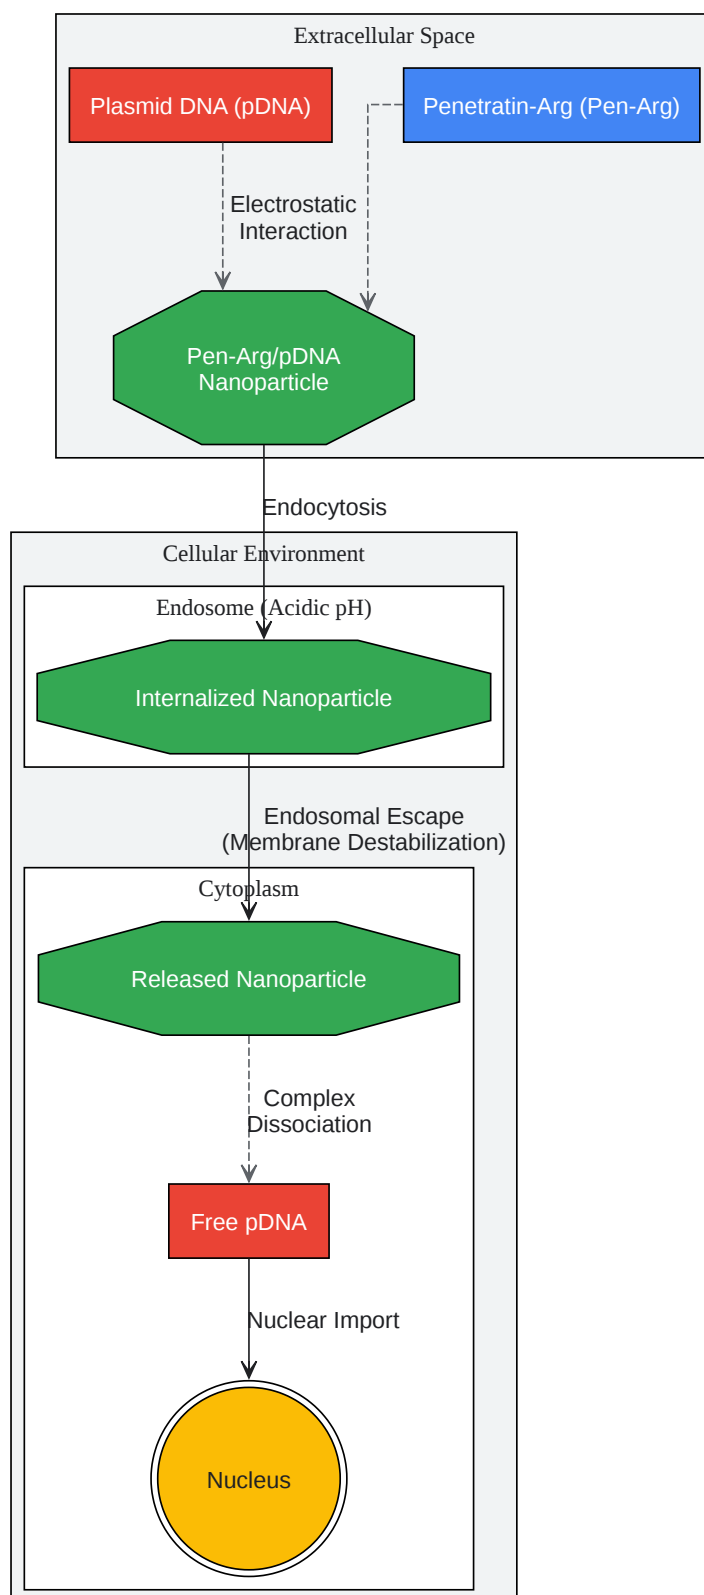 Extracellular Space
Plasmid DNA (pDNA)
Penetratin-Arg (Pen-Arg)
Electrostatic
Interaction
Pen-Arg/pDNA
Nanoparticle
Endocytosis
Cellular Environment
Endosome (Acidic pH)
Internalized Nanoparticle
Endosomal Escape
(Membrane Destabilization)
Cytoplasm
Released Nanoparticle
Complex
Dissociation
Free pDNA
Nuclear Import
Nucleus